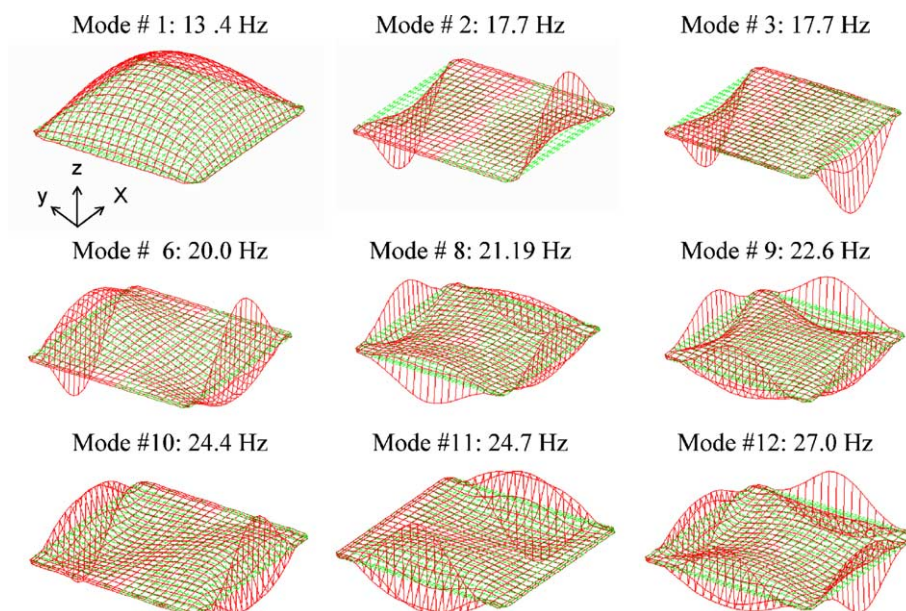 Mode # 1: 13 .4 Hz
Mode # 2: 17.7 Hz
Mode # 3: 17.7 Hz
z
y
X
Mode # 6: 20.0 Hz
Mode # 8: 21.19 Hz
Mode # 9: 22.6 Hz
Mode #10: 24.4 Hz
Mode #11: 24.7 Hz
Mode #12: 27.0 Hz